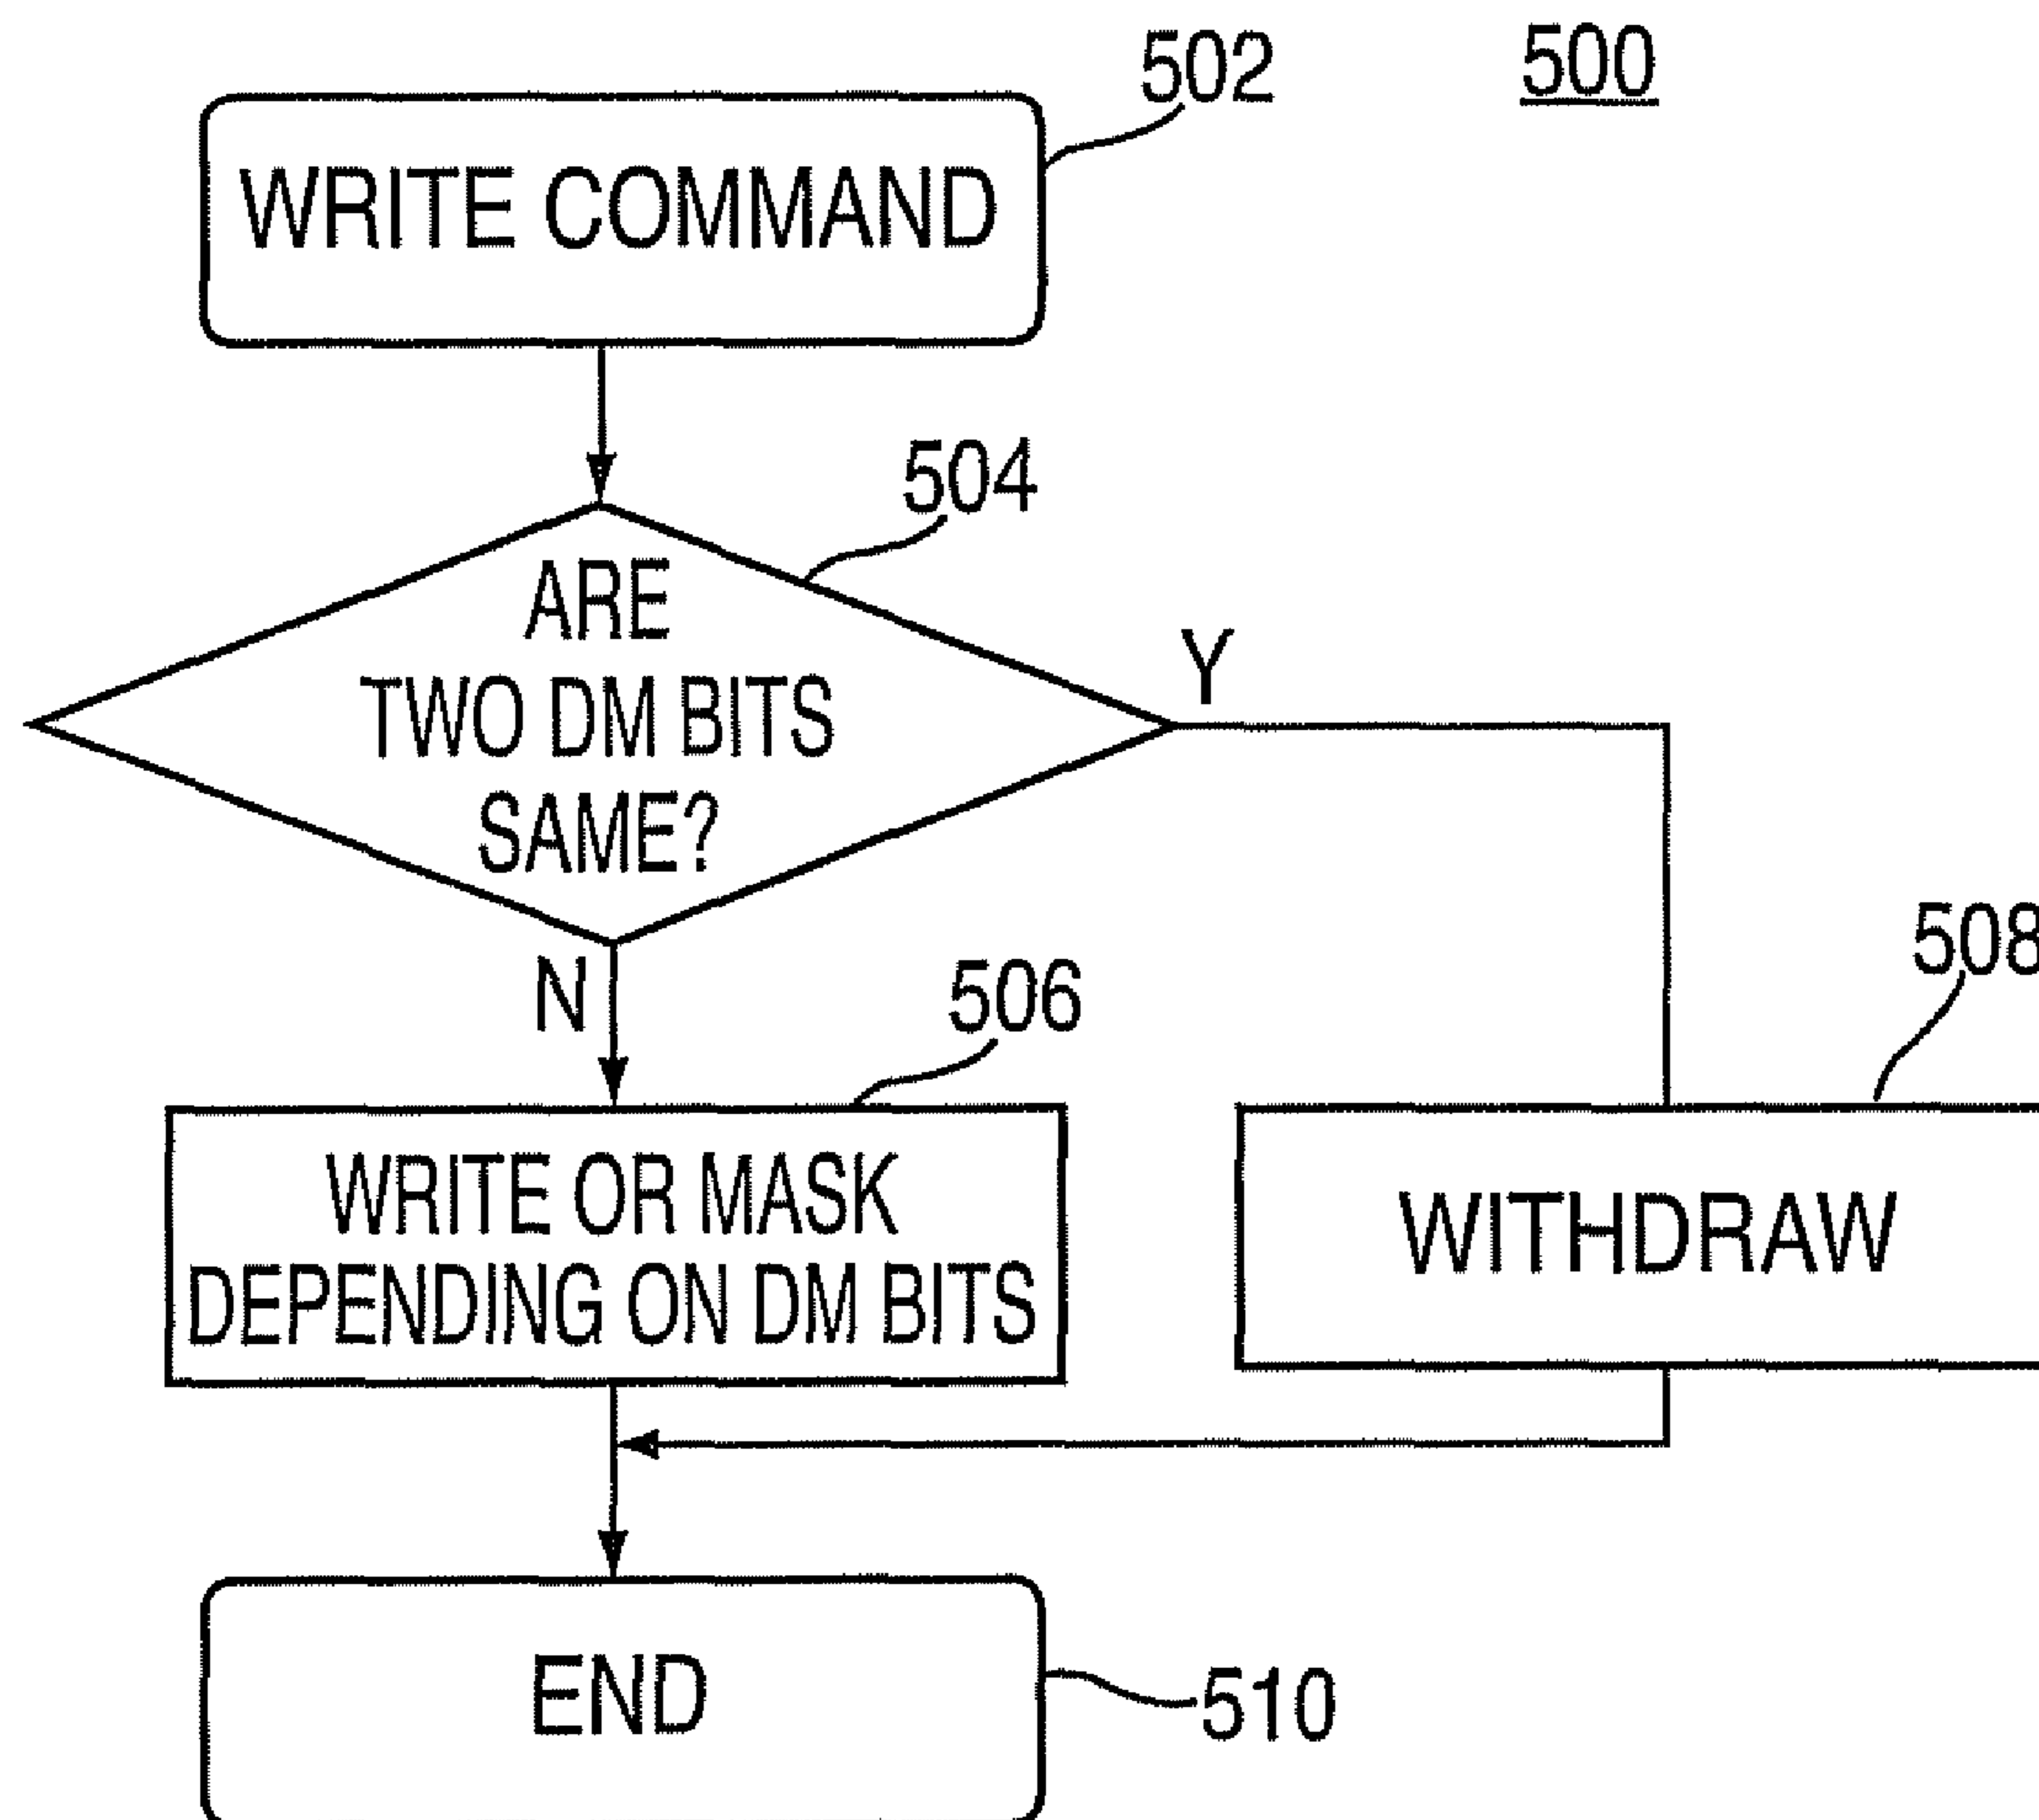 500
502
WRITE COMMAND
504
ARE
TWO DM BITS
SAME?
Y
N
506
508
WRITE OR MASK
DEPENDING ON DM BITS
WITHDRAW
END
510